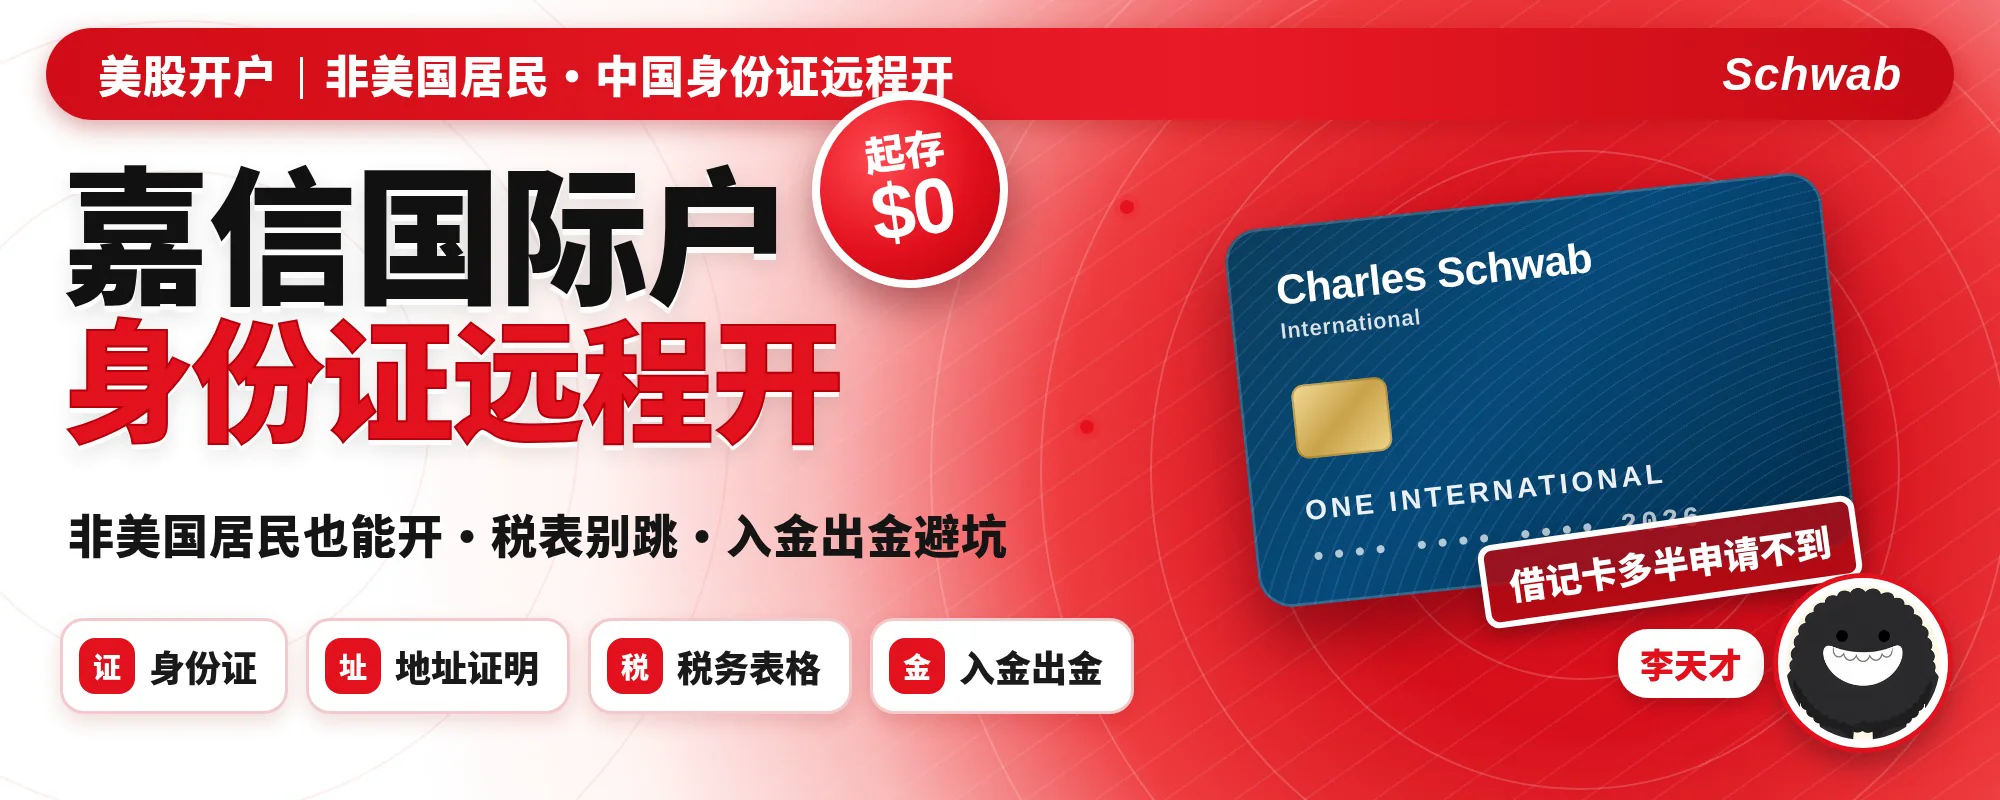 美股开户｜非美国居民・中国身份证远程开
Schwab
起存
$0
嘉信国际户
身份证远程开
非美国居民也能开・税表别跳・入金出金避坑
证 身份证
址 地址证明
税 税务表格
金 入金出金
Charles Schwab
International
ONE INTERNATIONAL
•••• •••• •••• 2026
借记卡多半申请不到
李天才